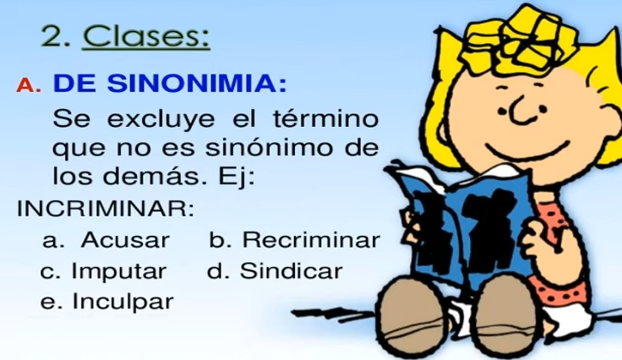 2. Clases:
A. DE SINONIMIA:
Se excluye el término
que no es sinónimo de
los demás. Ej:
INCRIMINAR:
a. Acusar b. Recriminar
c. Imputar d. Sindicar
e. Inculpar